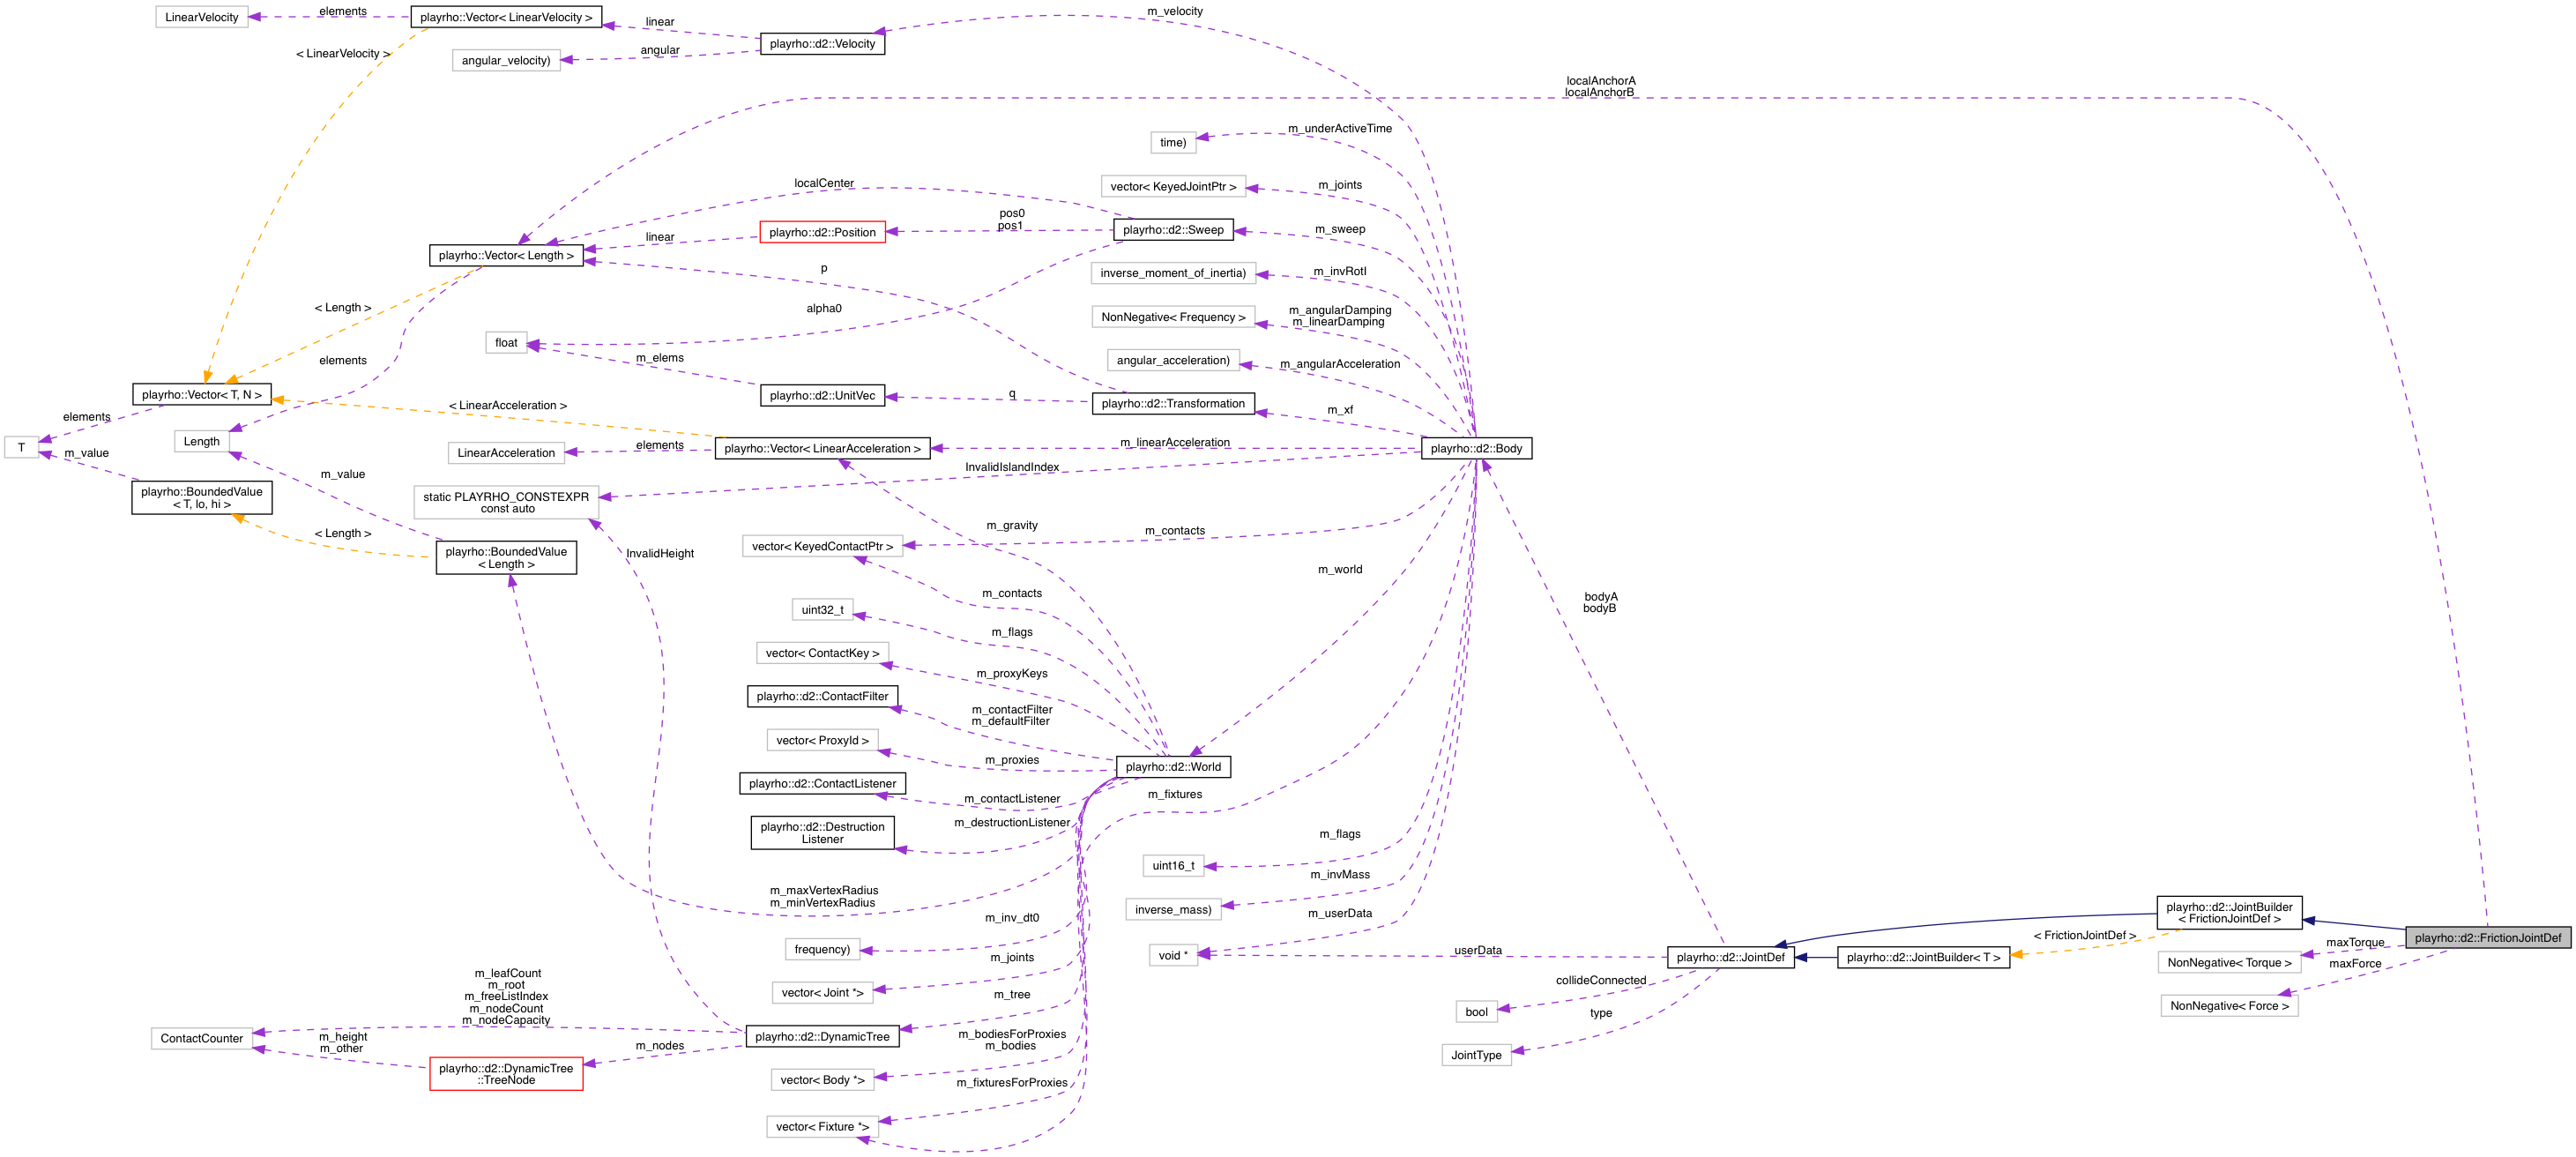 LinearVelocity
elements
playrho::Vector< LinearVelocity >
linear
m_velocity
playrho::d2::Velocity
< LinearVelocity >
angular
angular_velocity)
localAnchorA
localAnchorB
m_underActiveTime
time)
localCenter
vector< KeyedJointPtr >
m_joints
pos0
pos1
playrho::d2::Position
playrho::d2::Sweep
m_sweep
linear
playrho::Vector< Length >
p
inverse_moment_of_inertia)
m_invRotI
< Length >
alpha0
NonNegative< Frequency >
m_angularDamping
m_linearDamping
float
elements
m_elems
angular_acceleration)
m_angularAcceleration
playrho::Vector< T, N >
playrho::d2::UnitVec
q
playrho::d2::Transformation
m_xf
< LinearAcceleration >
elements
T
Length
LinearAcceleration
elements
playrho::Vector< LinearAcceleration >
m_linearAcceleration
playrho::d2::Body
m_value
m_value
InvalidIslandIndex
playrho::BoundedValue
< T, lo, hi >
static PLAYRHO_CONSTEXPR
const auto
m_gravity
< Length >
playrho::BoundedValue
< Length >
InvalidHeight
vector< KeyedContactPtr >
m_contacts
m_world
m_contacts
uint32_t
bodyA
bodyB
m_flags
vector< ContactKey >
m_proxyKeys
playrho::d2::ContactFilter
m_contactFilter
m_defaultFilter
vector< ProxyId >
m_proxies
playrho::d2::World
playrho::d2::ContactListener
m_contactListener
m_fixtures
playrho::d2::Destruction
Listener
m_destructionListener
m_flags
uint16_t
m_maxVertexRadius
m_minVertexRadius
m_invMass
inverse_mass)
m_inv_dt0
m_userData
playrho::d2::JointBuilder
< FrictionJointDef >
frequency)
void *
userData
playrho::d2::JointDef
playrho::d2::JointBuilder< T >
< FrictionJointDef >
playrho::d2::FrictionJointDef
maxTorque
NonNegative< Torque >
maxForce
NonNegative< Force >
m_joints
vector< Joint *>
collideConnected
bool
type
JointType
m_leafCount
m_root
m_freeListIndex
m_nodeCount
m_nodeCapacity
m_tree
ContactCounter
m_height
m_other
playrho::d2::DynamicTree
m_nodes
playrho::d2::DynamicTree
::TreeNode
m_bodiesForProxies
m_bodies
vector< Body *>
m_fixturesForProxies
vector< Fixture *>